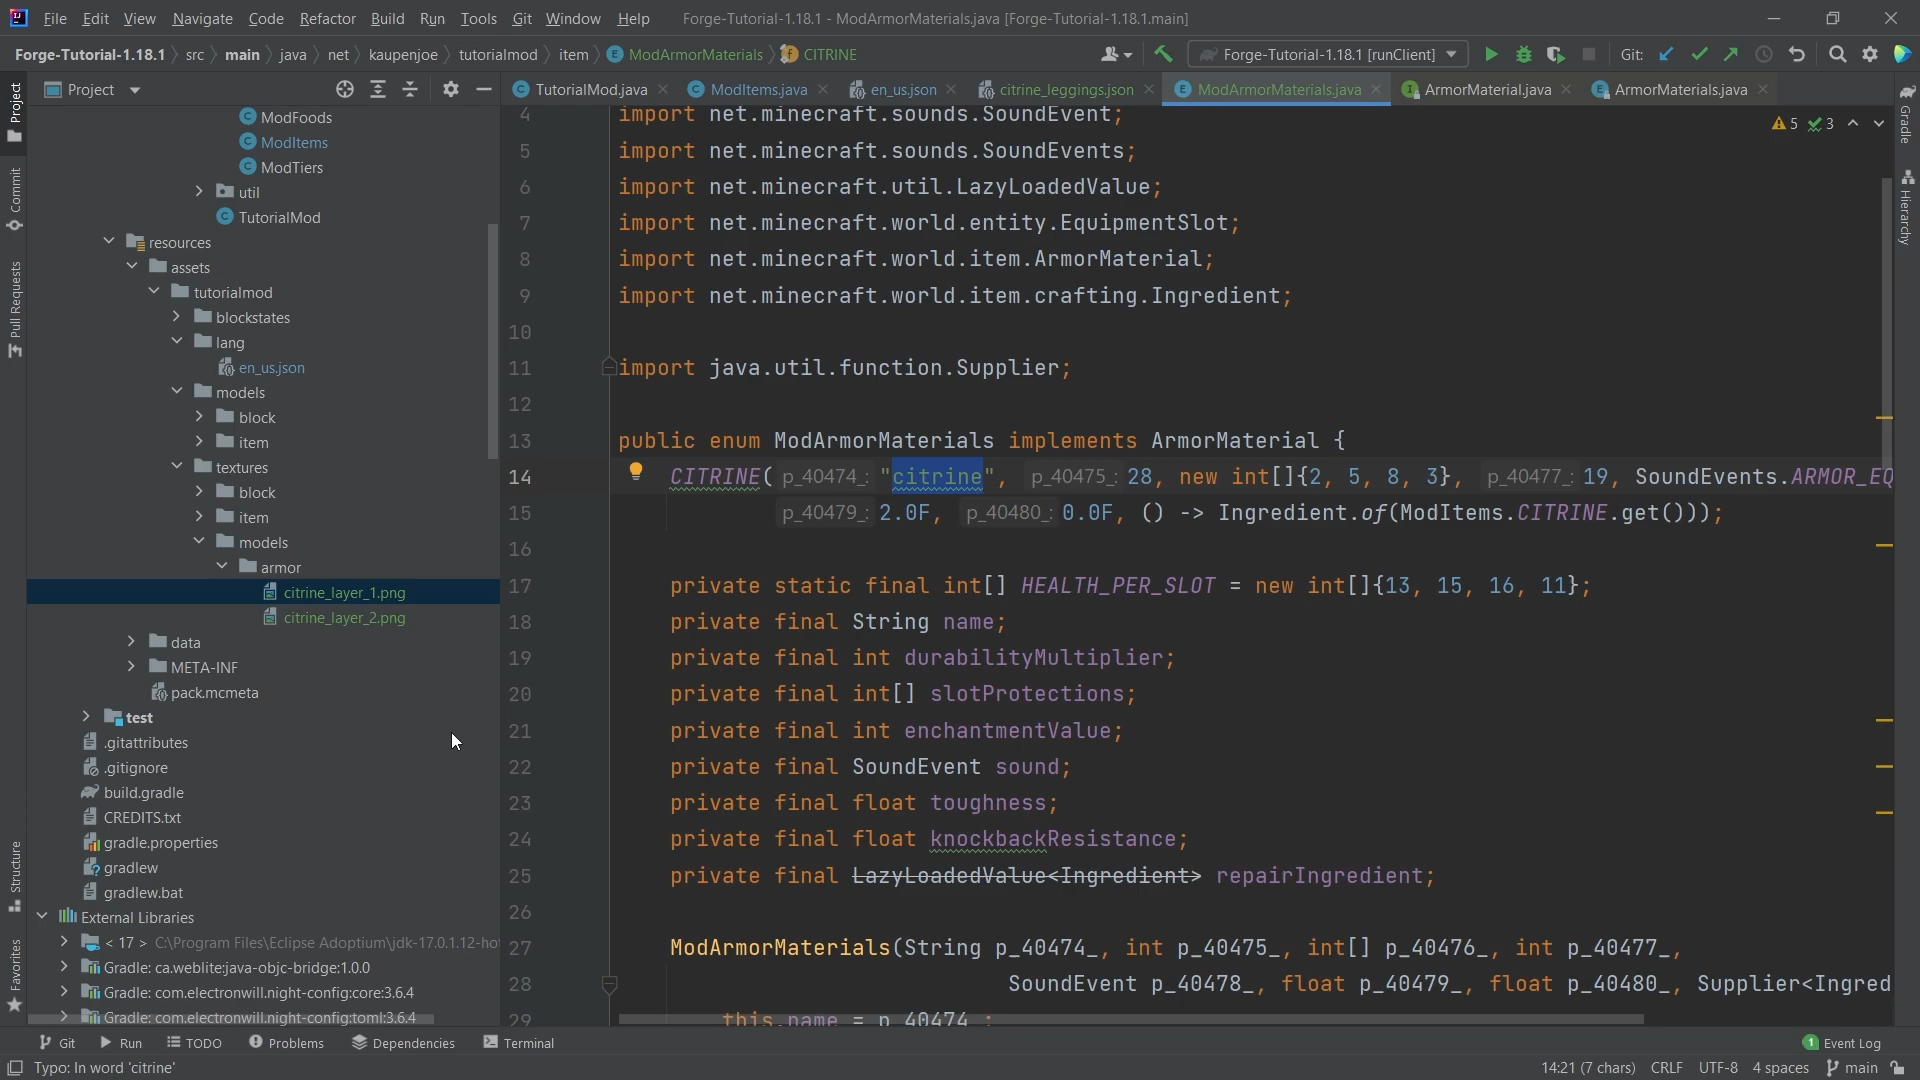 File Edit View Navigate Code Refactor Build Run Tools Git Window Help Forge-Tutorial-1.18.1 - ModArmorMaterials.java [Forge-Tutorial-1.18.1.main]
Forge-Tutorial-1.18.1 src main java net kaupenjoe tutorialmod item ModArmorMaterials CITRINE Forge-Tutorial-1.18.1 [runClient] Git:
Project TutorialMod.java ModItems.java en_us.json citrine_leggings.json ModArmorMaterials.java ArmorMaterial.java ArmorMaterials.java
Project
Commit
Pull Requests
Structure
Favorites
ModFoods
ModItems
ModTiers
util
TutorialMod
resources
assets
tutorialmod
blockstates
lang
en_us.json
models
block
item
textures
block
item
models
armor
citrine_layer_1.png
citrine_layer_2.png
data
META-INF
pack.mcmeta
test
.gitattributes
.gitignore
build.gradle
CREDITS.txt
gradle.properties
gradlew
gradlew.bat
External Libraries
< 17 > C:\Program Files\Eclipse Adoptium\jdk-17.0.1.12-ho
Gradle: ca.weblite:java-objc-bridge:1.0.0
Gradle: com.electronwill.night-config:core:3.6.4
Gradle: com.electronwill.night-config:toml:3.6.4
5 3
4 import net.minecraft.sounds.SoundEvent;
5 import net.minecraft.sounds.SoundEvents;
6 import net.minecraft.util.LazyLoadedValue;
7 import net.minecraft.world.entity.EquipmentSlot;
8 import net.minecraft.world.item.ArmorMaterial;
9 import net.minecraft.world.item.crafting.Ingredient;
10
11 import java.util.function.Supplier;
12
13 public enum ModArmorMaterials implements ArmorMaterial {
14 CITRINE( p_40474_: "citrine", p_40475_: 28, new int[]{2, 5, 8, 3}, p_40477_: 19, SoundEvents.ARMOR_EQ
15 p_40479_: 2.0F, p_40480_: 0.0F, () -> Ingredient.of(ModItems.CITRINE.get()));
16
17 private static final int[] HEALTH_PER_SLOT = new int[]{13, 15, 16, 11};
18 private final String name;
19 private final int durabilityMultiplier;
20 private final int[] slotProtections;
21 private final int enchantmentValue;
22 private final SoundEvent sound;
23 private final float toughness;
24 private final float knockbackResistance;
25 private final LazyLoadedValue<Ingredient> repairIngredient;
26
27 ModArmorMaterials(String p_40474_, int p_40475_, int[] p_40476_, int p_40477_,
28 SoundEvent p_40478_, float p_40479_, float p_40480_, Supplier<Ingred
29 this.name = p_40474_;
Gradle
Hierarchy
Git Run TODO Problems Dependencies Terminal 1 Event Log
Typo: In word 'citrine' 14:21 (7 chars) CRLF UTF-8 4 spaces main